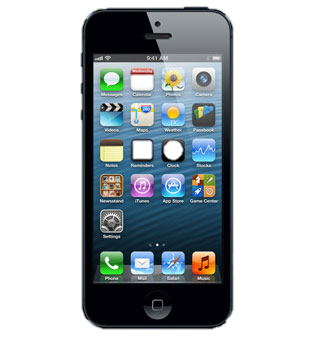 9:41 AM
Messages Calendar Photos Camera
Videos Maps Weather Passbook
Notes Reminders Clock Stocks
Newsstand iTunes App Store Game Center
Settings
Phone Mail Safari Music